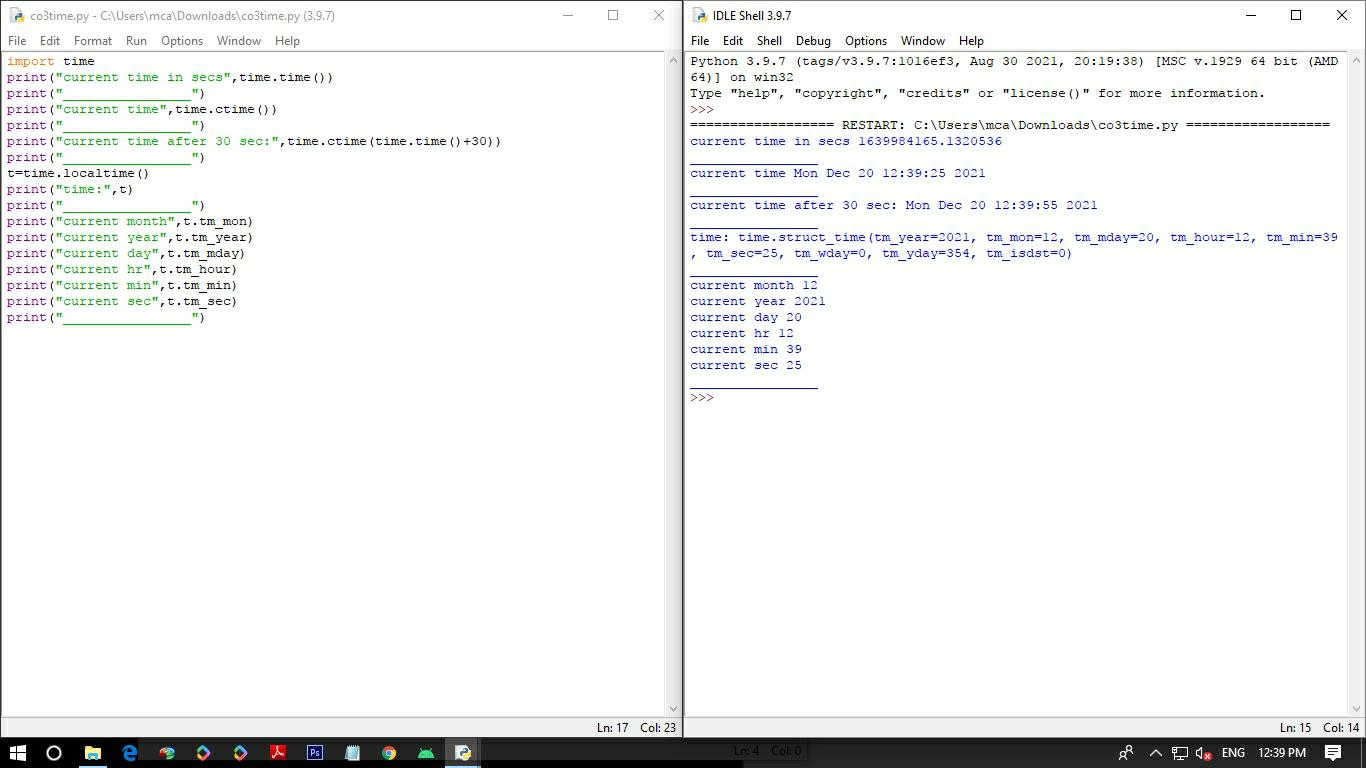 co3time.py - C:\Users\mca\Downloads\co3time.py (3.9.7)
File Edit Format Run Options Window Help
import time
print("current time in secs",time.time())
print("________________")
print("current time",time.ctime())
print("________________")
print("current time after 30 sec:",time.ctime(time.time()+30))
print("________________")
t=time.localtime()
print("time:",t)
print("________________")
print("current month",t.tm_mon)
print("current year",t.tm_year)
print("current day",t.tm_mday)
print("current hr",t.tm_hour)
print("current min",t.tm_min)
print("current sec",t.tm_sec)
print("________________")
Ln: 17 Col: 23
IDLE Shell 3.9.7
File Edit Shell Debug Options Window Help
Python 3.9.7 (tags/v3.9.7:1016ef3, Aug 30 2021, 20:19:38) [MSC v.1929 64 bit (AMD
64)] on win32
Type "help", "copyright", "credits" or "license()" for more information.
>>>
================== RESTART: C:\Users\mca\Downloads\co3time.py ==================
current time in secs 1639984165.1320536
________________
current time Mon Dec 20 12:39:25 2021
________________
current time after 30 sec: Mon Dec 20 12:39:55 2021
________________
time: time.struct_time(tm_year=2021, tm_mon=12, tm_mday=20, tm_hour=12, tm_min=39
, tm_sec=25, tm_wday=0, tm_yday=354, tm_isdst=0)
________________
current month 12
current year 2021
current day 20
current hr 12
current min 39
current sec 25
________________
>>>
Ln: 15 Col: 14
Ps
Ln: 4 Col: 0
ENG 12:39 PM